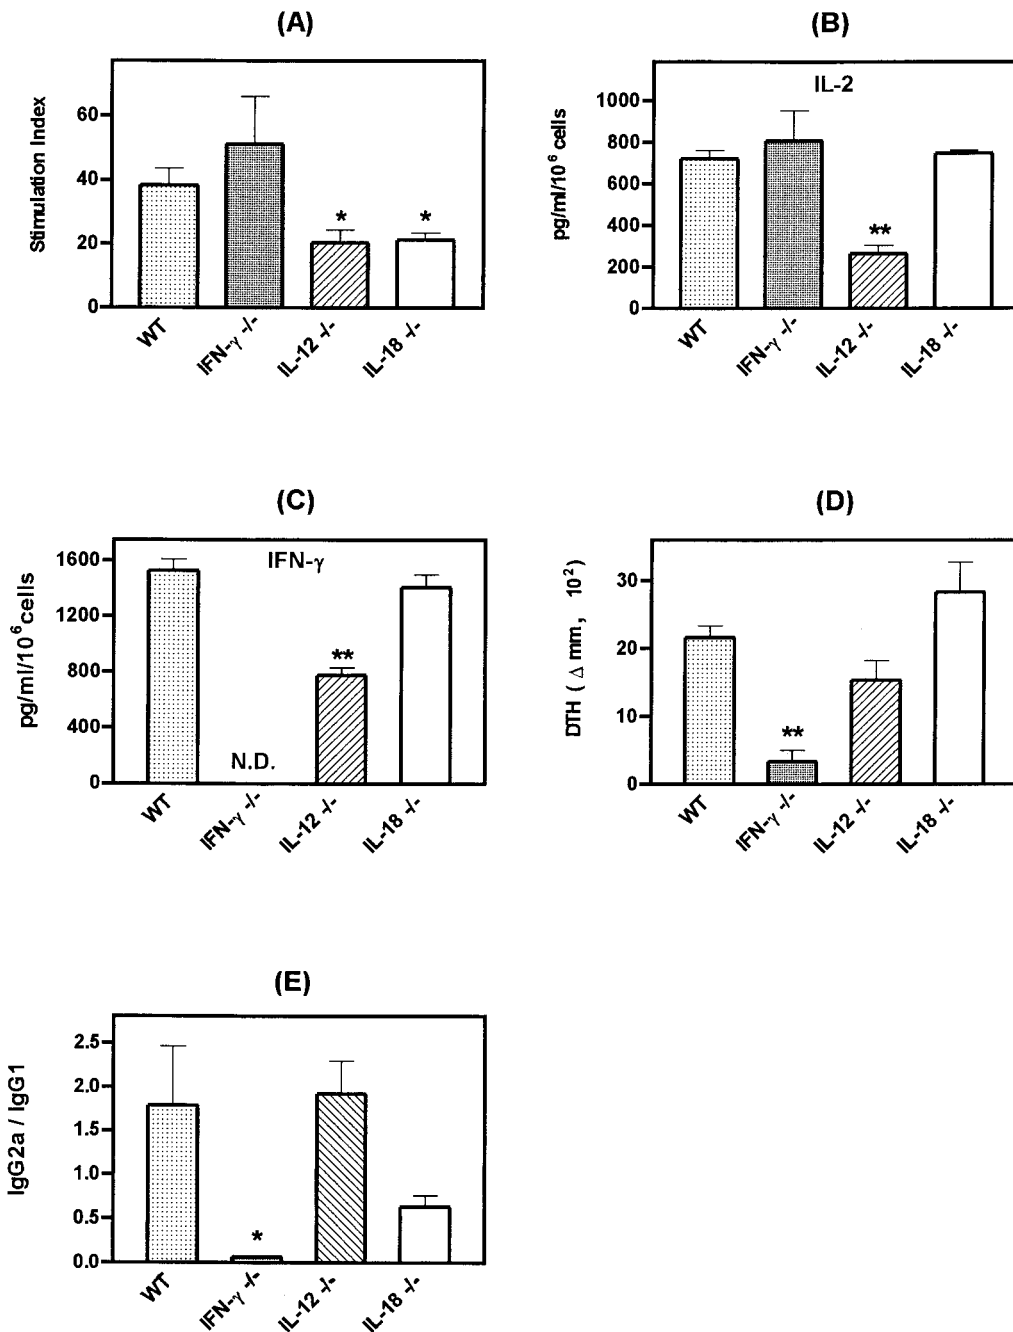 (A)
Stimulation Index
60
40
20
0
*
*
WT
IFN-γ -/-
IL-12 -/-
IL-18 -/-
(B)
IL-2
pg/ml/10⁶ cells
1000
800
600
400
200
0
**
WT
IFN-γ -/-
IL-12 -/-
IL-18 -/-
(C)
IFN-γ
pg/ml/10⁶ cells
1600
1200
800
400
0
**
N.D.
WT
IFN-γ -/-
IL-12 -/-
IL-18 -/-
(D)
DTH ( Δ mm, 10⁻²)
30
20
10
0
**
WT
IFN-γ -/-
IL-12 -/-
IL-18 -/-
(E)
IgG2a / IgG1
2.5
2.0
1.5
1.0
0.5
0.0
*
WT
IFN-γ -/-
IL-12 -/-
IL-18 -/-